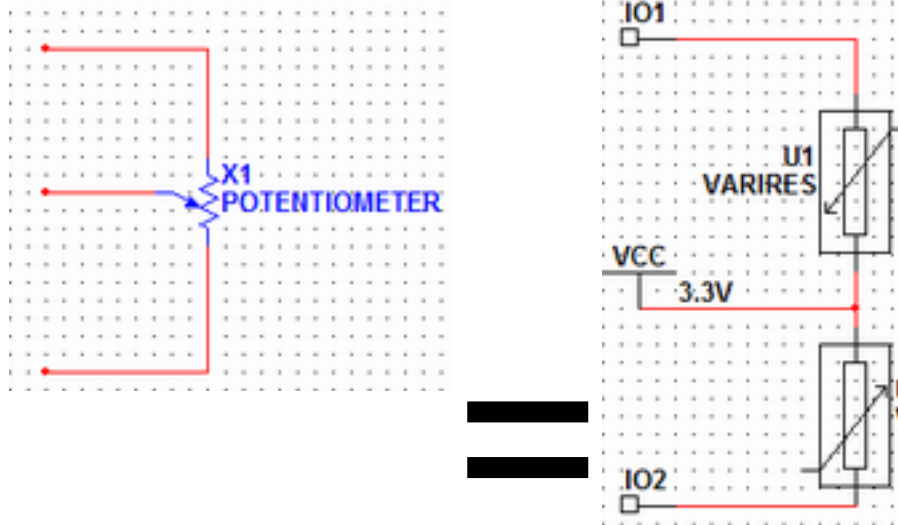 X1
POTENTIOMETER
IO1
U1
VARIRES
VCC
3.3V
IO2